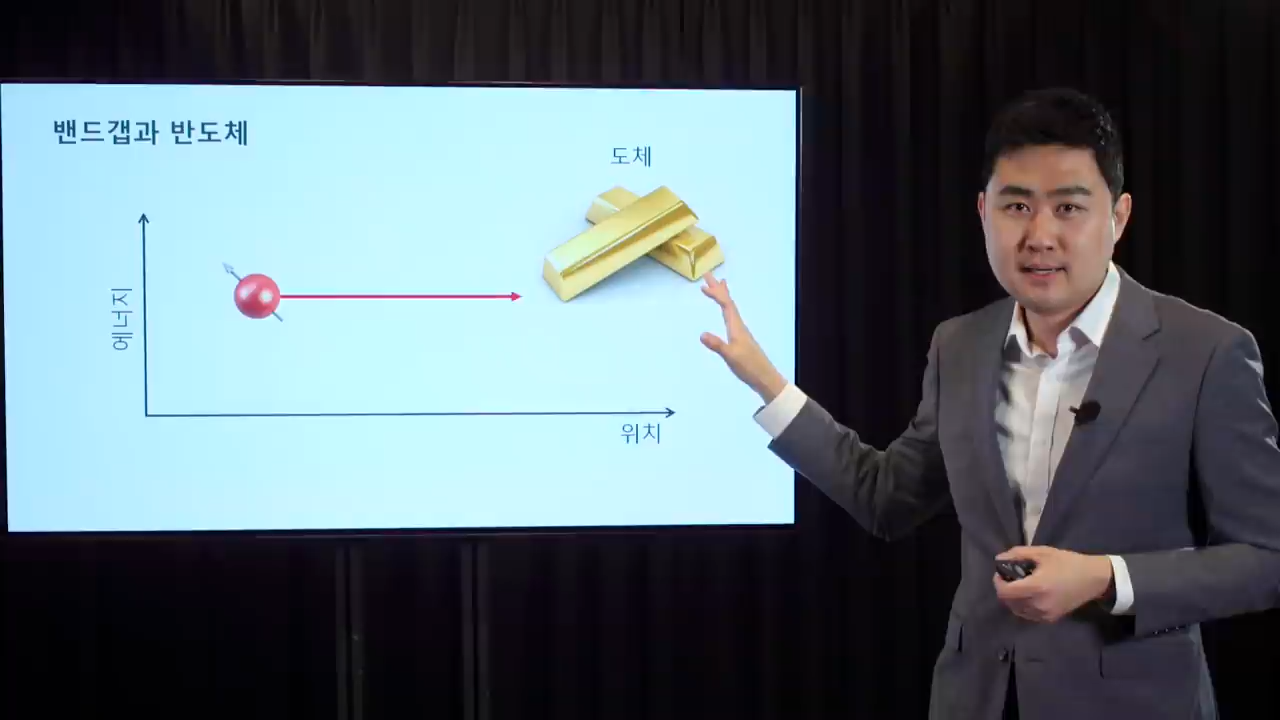 밴드갭과 반도체
도체
에너지
위치